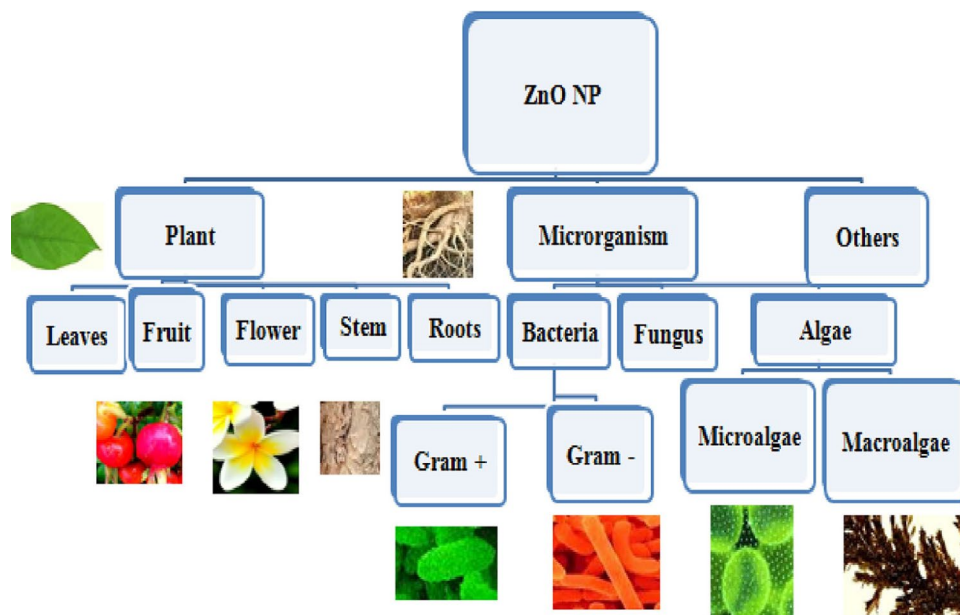 ZnO NP
Plant
Microrganism
Others
Leaves
Fruit
Flower
Stem
Roots
Bacteria
Fungus
Algae
Gram +
Gram -
Microalgae
Macroalgae